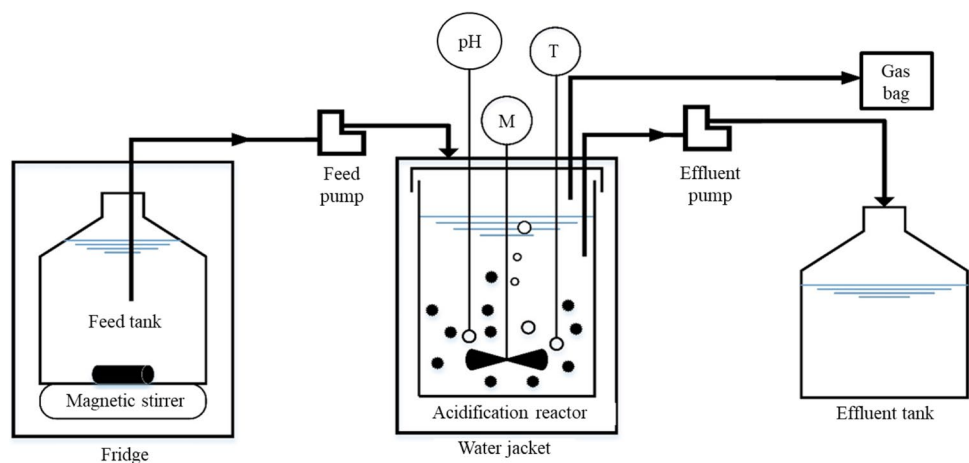 pH
T
M
Gas
bag
Feed
pump
Effluent
pump
Feed tank
Magnetic stirrer
Fridge
Acidification reactor
Water jacket
Effluent tank